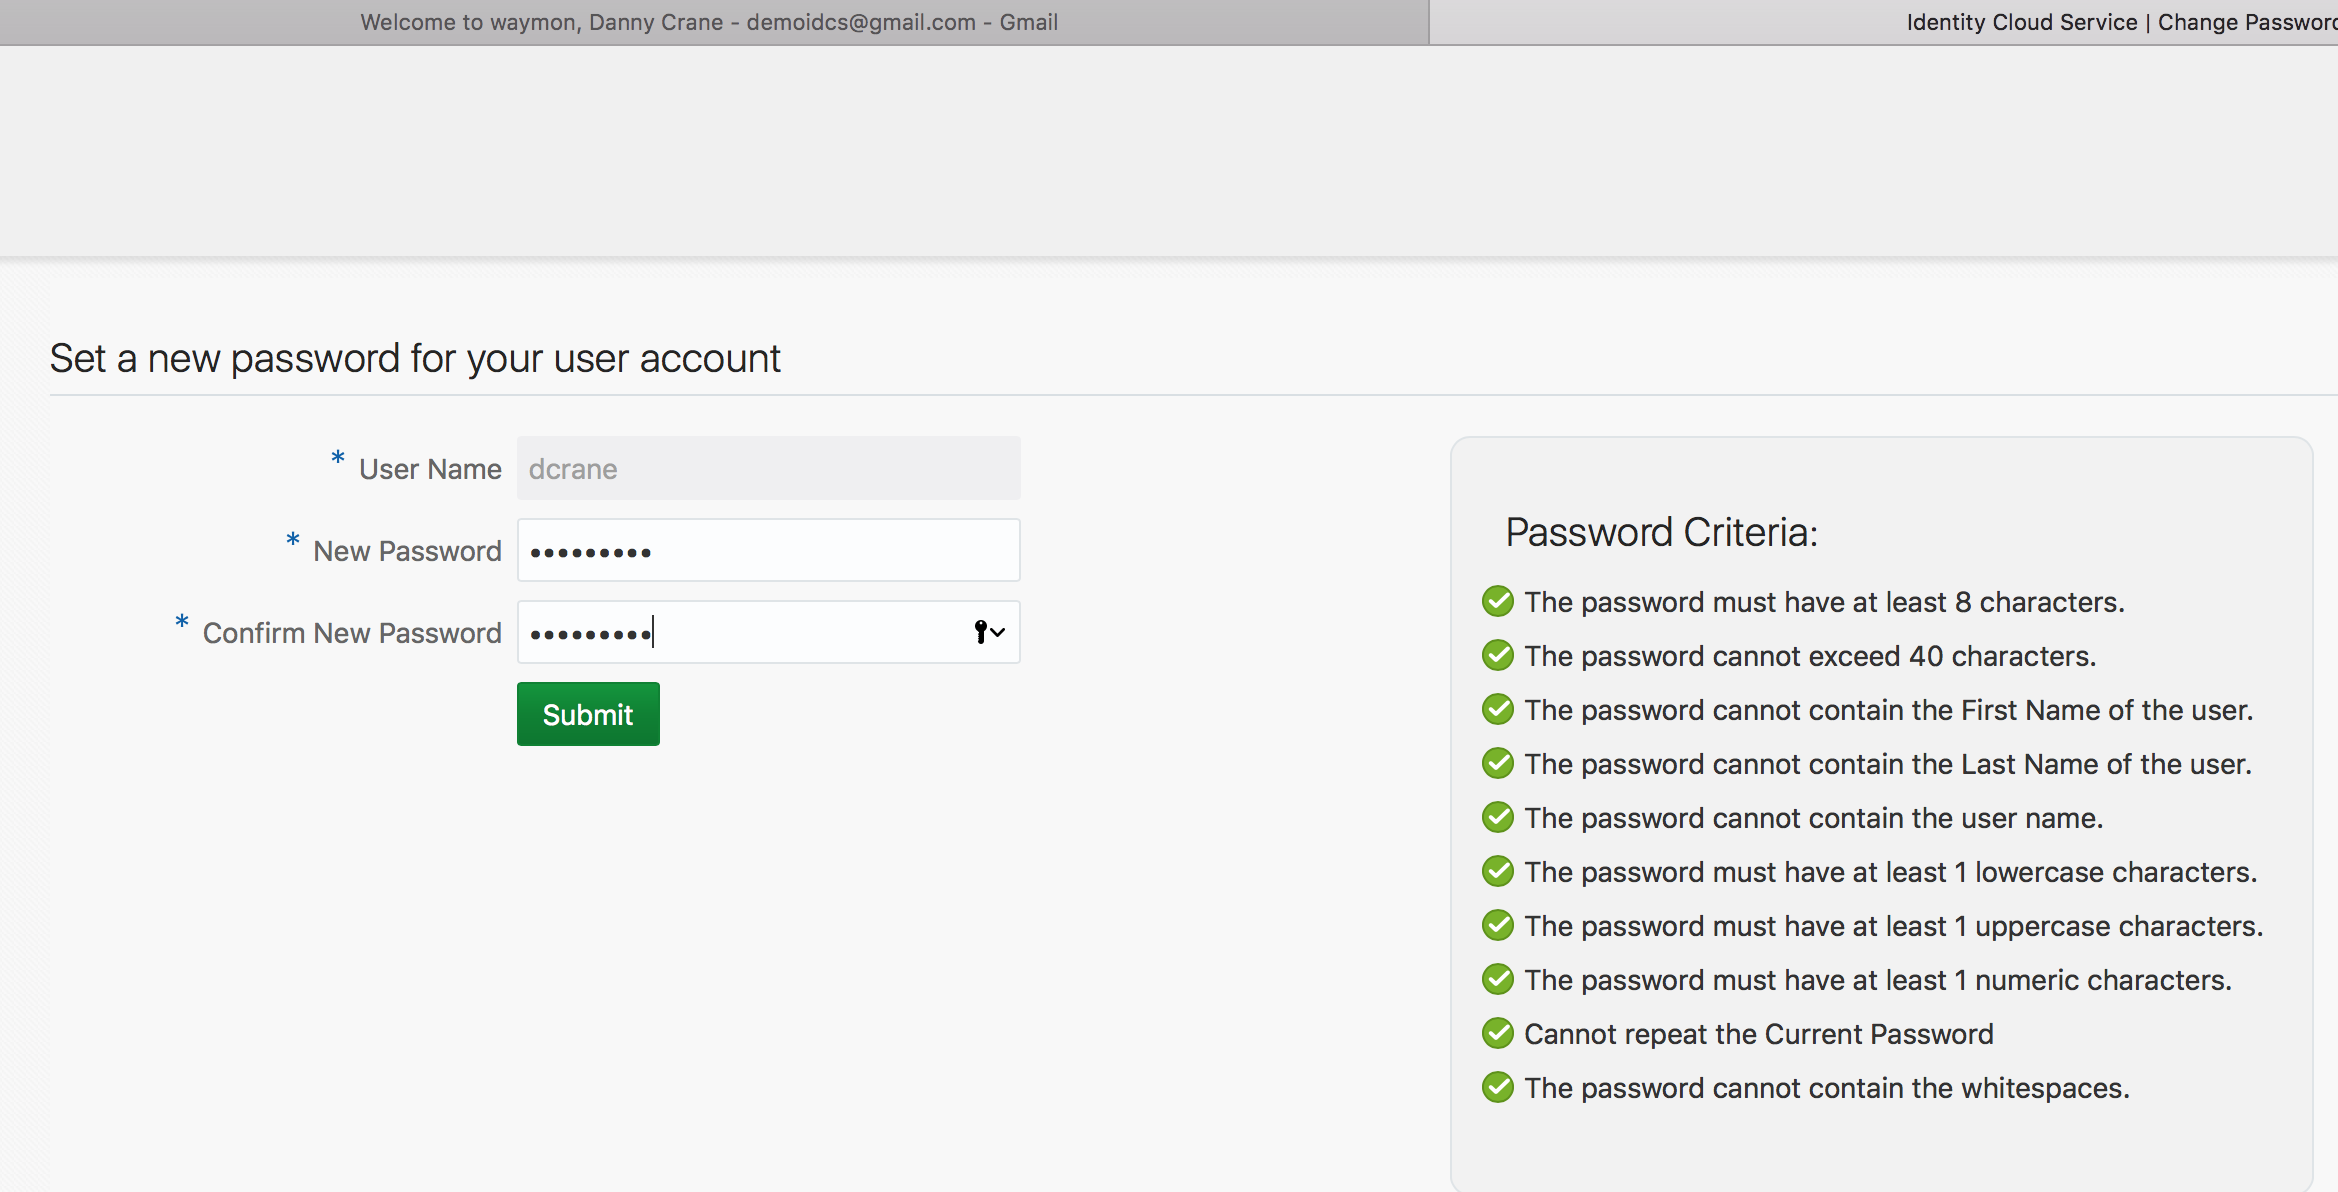 Welcome to waymon, Danny Crane - demoidcs@gmail.com - Gmail
Identity Cloud Service | Change Password
Set a new password for your user account
* User Name dcrane
* New Password •••••••••
* Confirm New Password •••••••••
Submit
Password Criteria:
The password must have at least 8 characters.
The password cannot exceed 40 characters.
The password cannot contain the First Name of the user.
The password cannot contain the Last Name of the user.
The password cannot contain the user name.
The password must have at least 1 lowercase characters.
The password must have at least 1 uppercase characters.
The password must have at least 1 numeric characters.
Cannot repeat the Current Password
The password cannot contain the whitespaces.